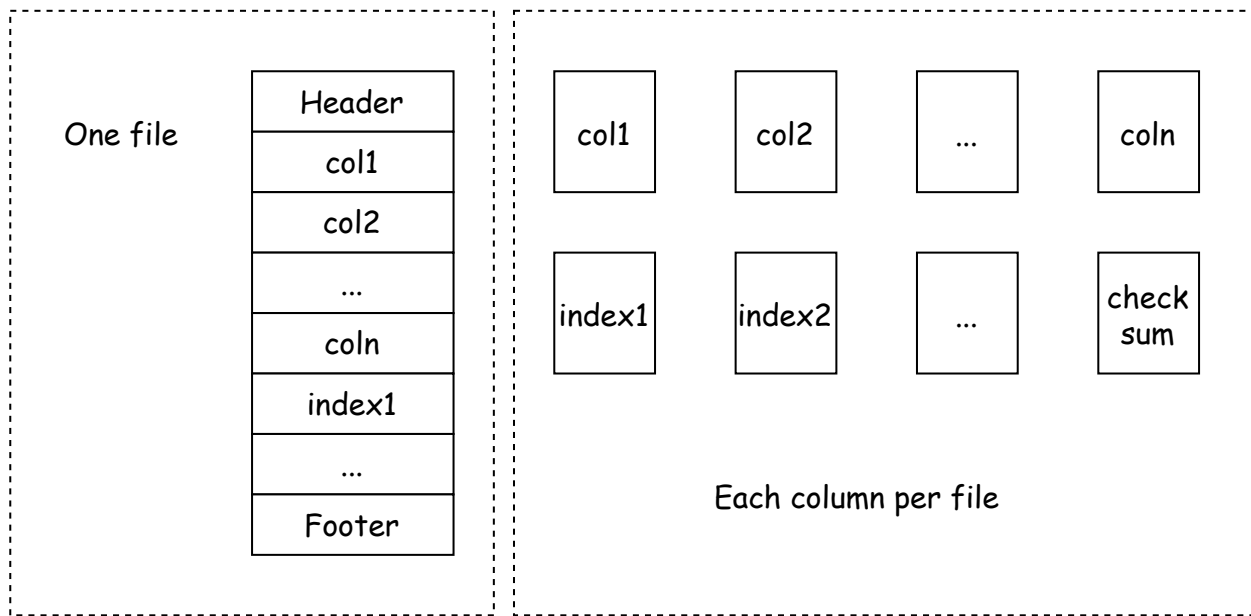 One file
Header
col1
col2
...
coln
index1
...
Footer
col1
col2
...
coln
index1
index2
...
check
sum
Each column per file